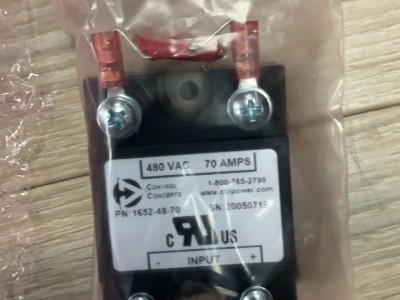 480 VAC 70 AMPS
CONTROL CONCEPTS
1-800-765-2799
www.ccipower.com
PN:1652-48-70 SN:20050715
C US
- INPUT +